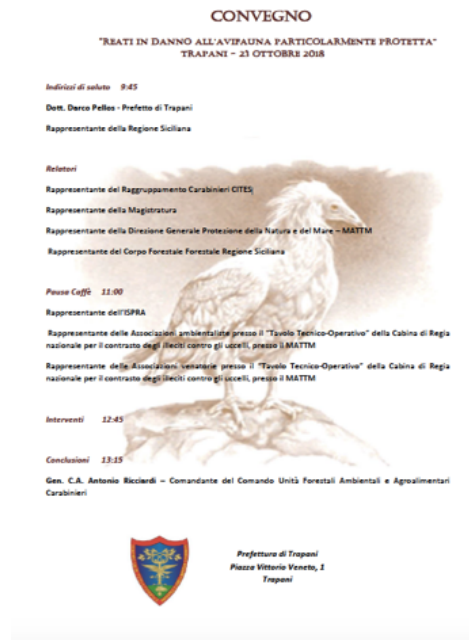 CONVEGNO
"REATI IN DANNO ALL'AVIFAUNA PARTICOLARMENTE PROTETTA"
TRAPANI – 23 OTTOBRE 2018
Indirizzi di saluto 9:45
Dott. Darco Pellos - Prefetto di Trapani
Rappresentante della Regione Siciliana
Relatori
Rappresentante del Raggruppamento Carabinieri CITES
Rappresentante della Magistratura
Rappresentante della Direzione Generale Protezione della Natura e del Mare – MATTM
Rappresentante del Corpo Forestale Forestale Regione Siciliana
Pausa Caffè 11:00
Rappresentante dell'ISPRA
Rappresentante delle Associazioni ambientaliste presso il "Tavolo Tecnico-Operativo" della Cabina di Regia
nazionale per il contrasto degli illeciti contro gli uccelli, presso il MATTM
Rappresentante delle Associazioni venatorie presso il "Tavolo Tecnico-Operativo" della Cabina di Regia
nazionale per il contrasto degli illeciti contro gli uccelli, presso il MATTM
Interventi 12:45
Conclusioni 13:15
Gen. C.A. Antonio Ricciardi – Comandante del Comando Unità Forestali Ambientali e Agroalimentari
Carabinieri
Prefettura di Trapani
Piazza Vittorio Veneto, 1
Trapani